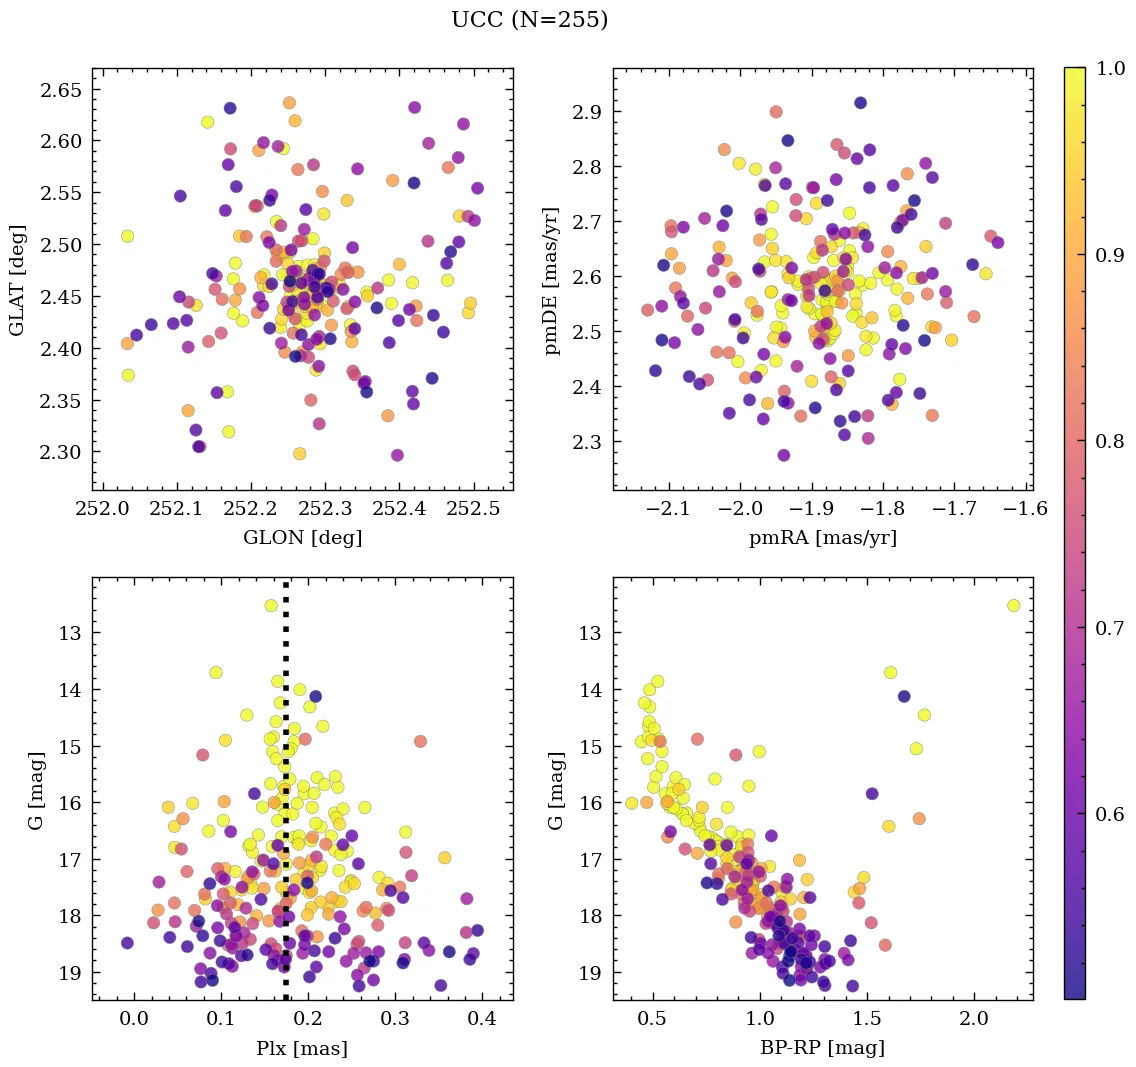 UCC (N=255)
2.65
2.60
2.55
2.50
2.45
2.40
2.35
2.30
GLAT [deg]
252.0 252.1 252.2 252.3 252.4 252.5
GLON [deg]
2.9
2.8
2.7
2.6
2.5
2.4
2.3
pmDE [mas/yr]
−2.1 −2.0 −1.9 −1.8 −1.7 −1.6
pmRA [mas/yr]
13
14
15
16
17
18
19
G [mag]
0.0 0.1 0.2 0.3 0.4
Plx [mas]
13
14
15
16
17
18
19
G [mag]
0.5 1.0 1.5 2.0
BP-RP [mag]
1.0
0.9
0.8
0.7
0.6